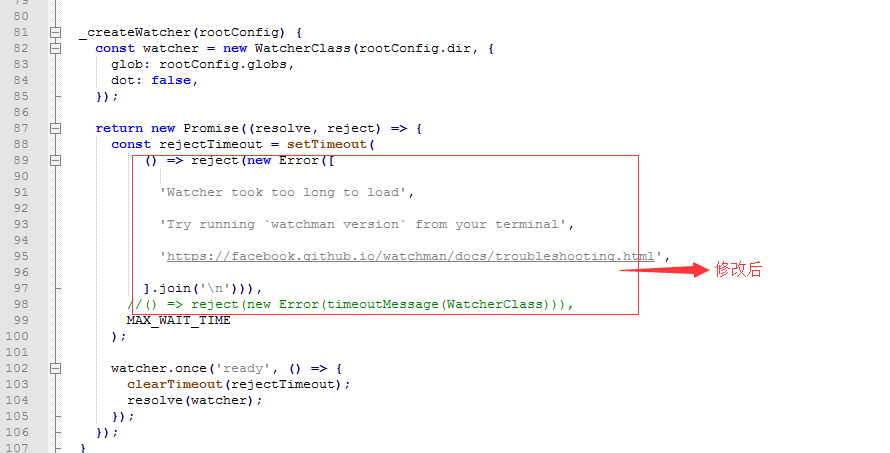 79
80
81 _createWatcher(rootConfig) {
82 const watcher = new WatcherClass(rootConfig.dir, {
83 glob: rootConfig.globs,
84 dot: false,
85 });
86
87 return new Promise((resolve, reject) => {
88 const rejectTimeout = setTimeout(
89 () => reject(new Error([
90
91 'Watcher took too long to load',
92
93 'Try running `watchman version` from your terminal',
94
95 'https://facebook.github.io/watchman/docs/troubleshooting.html',
96 修改后
97 ].join('\n'))),
98 //() => reject(new Error(timeoutMessage(WatcherClass))),
99 MAX_WAIT_TIME
100 );
101
102 watcher.once('ready', () => {
103 clearTimeout(rejectTimeout);
104 resolve(watcher);
105 });
106 });
107 }